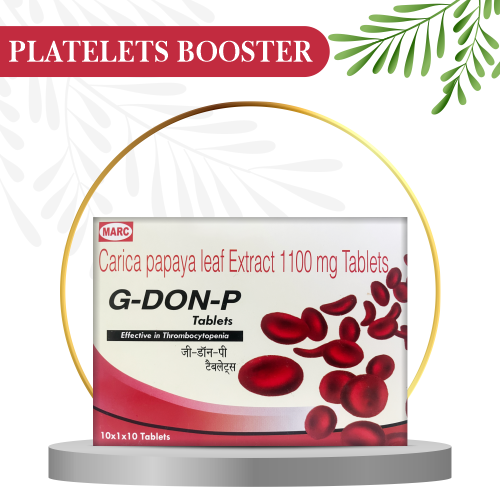 PLATELETS BOOSTER
MARC
Carica papaya leaf Extract 1100 mg Tablets
G-DON-P
Tablets
Effective in Thrombocytopenia
जी-डॉन-पी
टैबलेट्स
10x1x10 Tablets